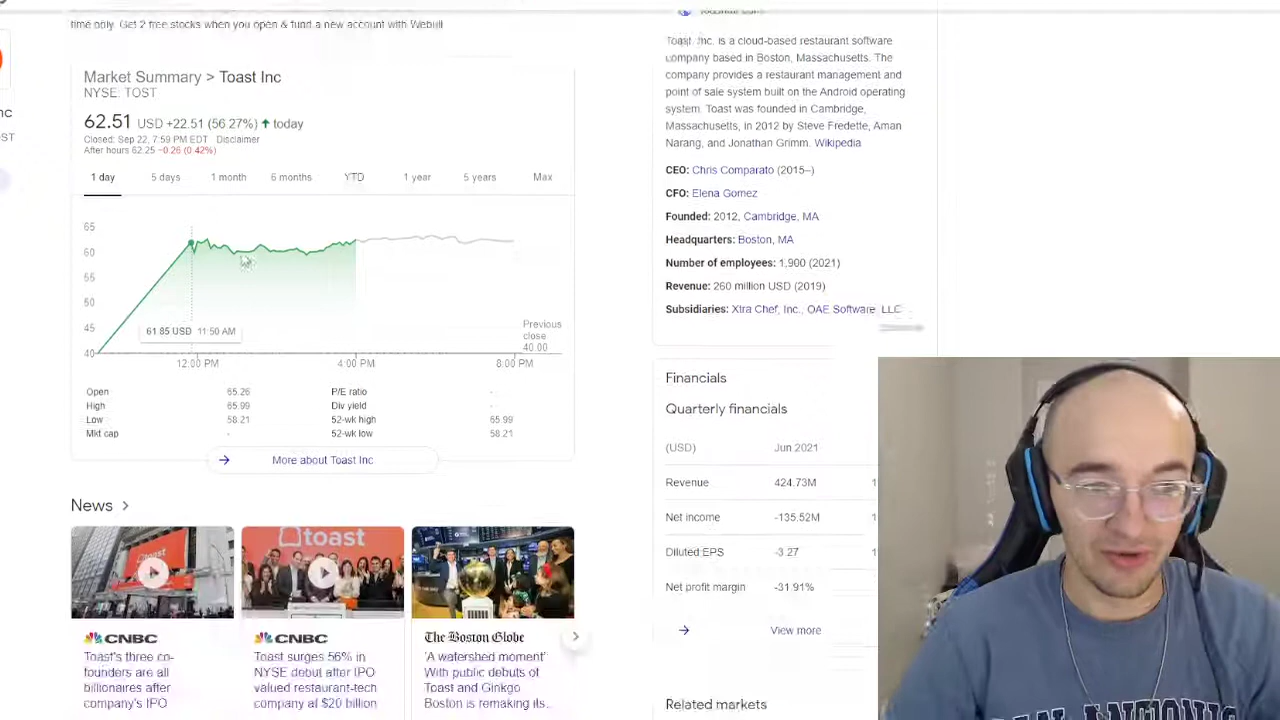 time only. Get 2 free stocks when you open & fund a new account with Webull
Market Summary > Toast Inc
NYSE: TOST
62.51 USD +22.51 (56.27%) today
Closed: Sep 22, 7:59 PM EDT Disclaimer
After hours 62.25 −0.26 (0.42%)
1 day 5 days 1 month 6 months YTD 1 year 5 years Max
65
60
55
50
45
40
61.85 USD 11:50 AM
Previous
close
40.00
12:00 PM 4:00 PM 8:00 PM
Open 65.26 P/E ratio -
High 65.99 Div yield -
Low 58.21 52-wk high 65.99
Mkt cap - 52-wk low 58.21
More about Toast Inc
News
toast
toast
CNBC
Toast's three co-
founders are all
billionaires after
company's IPO
CNBC
Toast surges 56% in
NYSE debut after IPO
valued restaurant-tech
company at $20 billion
The Boston Globe
'A watershed moment'
With public debuts of
Toast and Ginkgo
Boston is remaking its...
Toast, Inc. is a cloud-based restaurant software
company based in Boston, Massachusetts. The
company provides a restaurant management and
point of sale system built on the Android operating
system. Toast was founded in Cambridge,
Massachusetts, in 2012 by Steve Fredette, Aman
Narang, and Jonathan Grimm. Wikipedia
CEO: Chris Comparato (2015–)
CFO: Elena Gomez
Founded: 2012, Cambridge, MA
Headquarters: Boston, MA
Number of employees: 1,900 (2021)
Revenue: 260 million USD (2019)
Subsidiaries: Xtra Chef, Inc., OAE Software, LLC
Financials
Quarterly financials
(USD) Jun 2021
Revenue 424.73M
Net income -135.52M
Diluted EPS -3.27
Net profit margin -31.91%
View more
Related markets